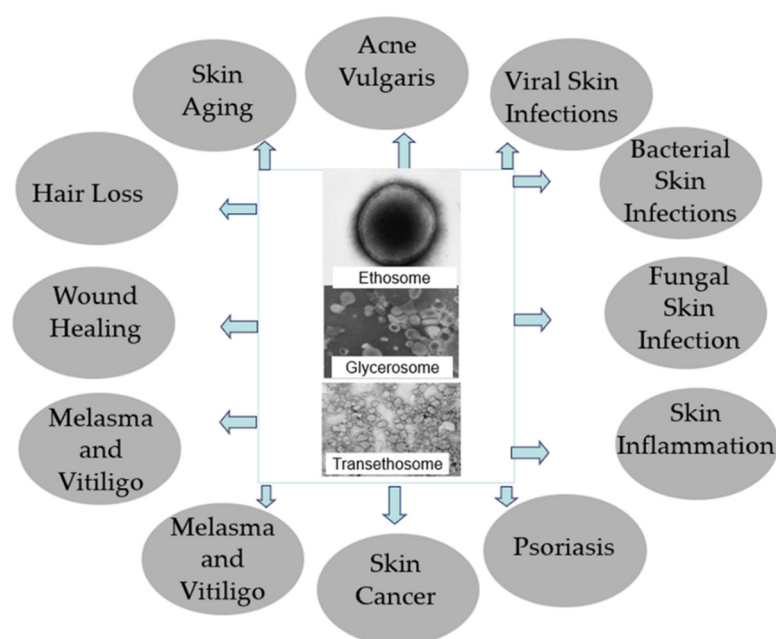 Acne
Vulgaris
Skin
Aging
Viral Skin
Infections
Hair Loss
Bacterial
Skin
Infections
Ethosome
Wound
Healing
Fungal
Skin
Infection
Glycerosome
Melasma
and
Vitiligo
Skin
Inflammation
Transethosome
Melasma
and
Vitiligo
Skin
Cancer
Psoriasis